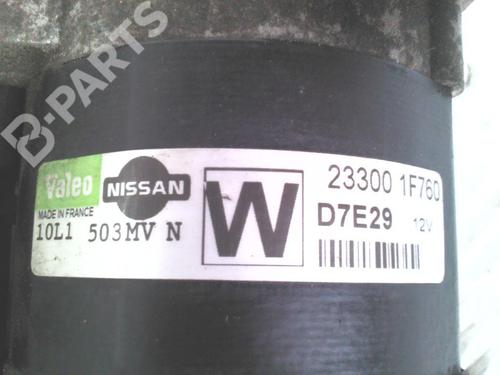 B-PARTS
Valeo
MADE IN FRANCE
10L1 503MV N
NISSAN
W
23300 1F760
D7E29 12V